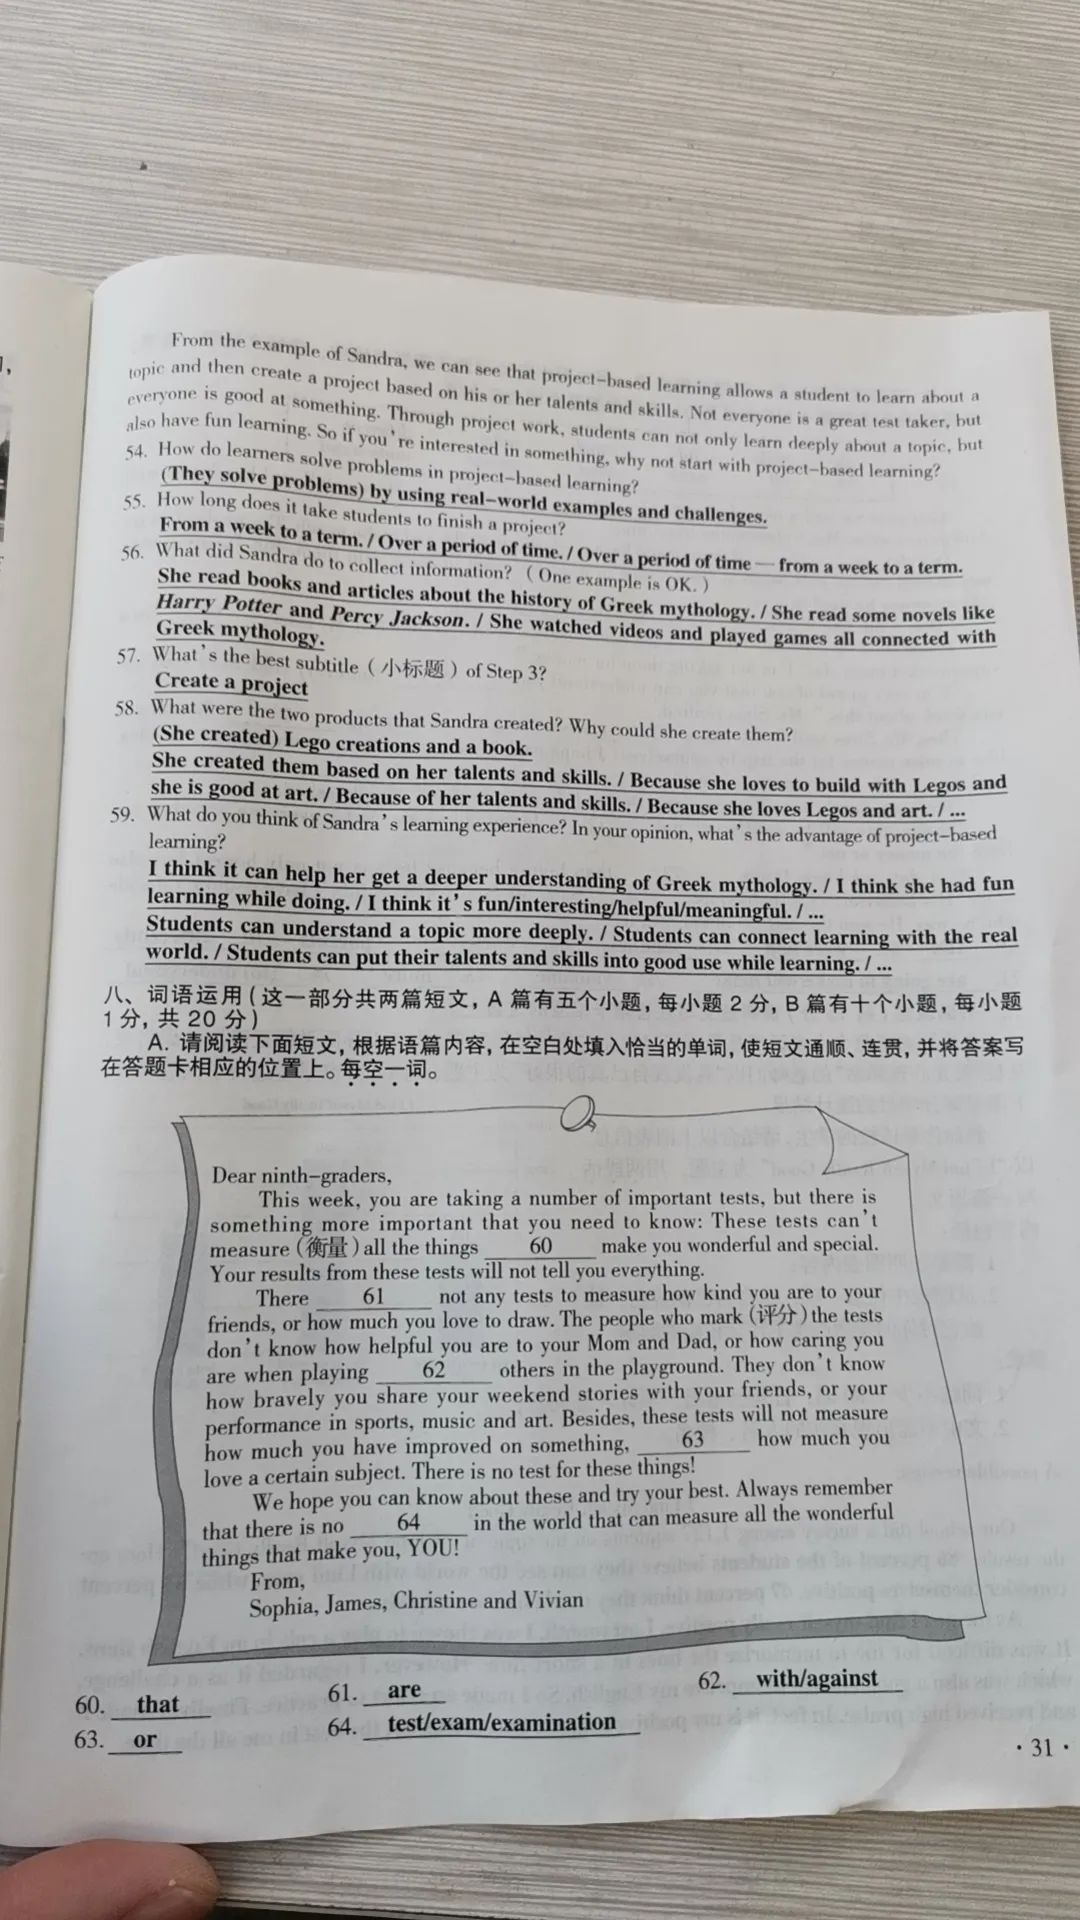 From the example of Sandra, we can see that project-based learning allows a student to learn about a
topic and then create a project based on his or her talents and skills. Not everyone is a great test taker, but
everyone is good at something. Through project work, students can not only learn deeply about a topic, but
also have fun learning. So if you're interested in something, why not start with project-based learning?
54. How do learners solve problems in project-based learning?
(They solve problems) by using real-world examples and challenges.
55. How long does it take students to finish a project?
From a week to a term. / Over a period of time. / Over a period of time — from a week to a term.
56. What did Sandra do to collect information? (One example is OK.)
She read books and articles about the history of Greek mythology. / She read some novels like
Harry Potter and Percy Jackson. / She watched videos and played games all connected with
Greek mythology.
57. What's the best subtitle (小标题) of Step 3?
Create a project
58. What were the two products that Sandra created? Why could she create them?
(She created) Lego creations and a book.
She created them based on her talents and skills. / Because she loves to build with Legos and
she is good at art. / Because of her talents and skills. / Because she loves Legos and art. / ...
59. What do you think of Sandra's learning experience? In your opinion, what's the advantage of project-based
learning?
I think it can help her get a deeper understanding of Greek mythology. / I think she had fun
learning while doing. / I think it's fun/interesting/helpful/meaningful. / ...
Students can understand a topic more deeply. / Students can connect learning with the real
world. / Students can put their talents and skills into good use while learning. / ...
八、词语运用(这一部分共两篇短文,A 篇有五个小题,每小题 2 分,B 篇有十个小题,每小题
1 分,共 20 分)
A. 请阅读下面短文,根据语篇内容,在空白处填入恰当的单词,使短文通顺、连贯,并将答案写
在答题卡相应的位置上。每空一词。
Dear ninth-graders,
This week, you are taking a number of important tests, but there is
something more important that you need to know: These tests can't
measure (衡量) all the things 60 make you wonderful and special.
Your results from these tests will not tell you everything.
There 61 not any tests to measure how kind you are to your
friends, or how much you love to draw. The people who mark (评分) the tests
don't know how helpful you are to your Mom and Dad, or how caring you
are when playing 62 others in the playground. They don't know
how bravely you share your weekend stories with your friends, or your
performance in sports, music and art. Besides, these tests will not measure
how much you have improved on something, 63 how much you
love a certain subject. There is no test for these things!
We hope you can know about these and try your best. Always remember
that there is no 64 in the world that can measure all the wonderful
things that make you, YOU!
From,
Sophia, James, Christine and Vivian
60. that 61. are 62. with/against
63. or 64. test/exam/examination
· 31 ·